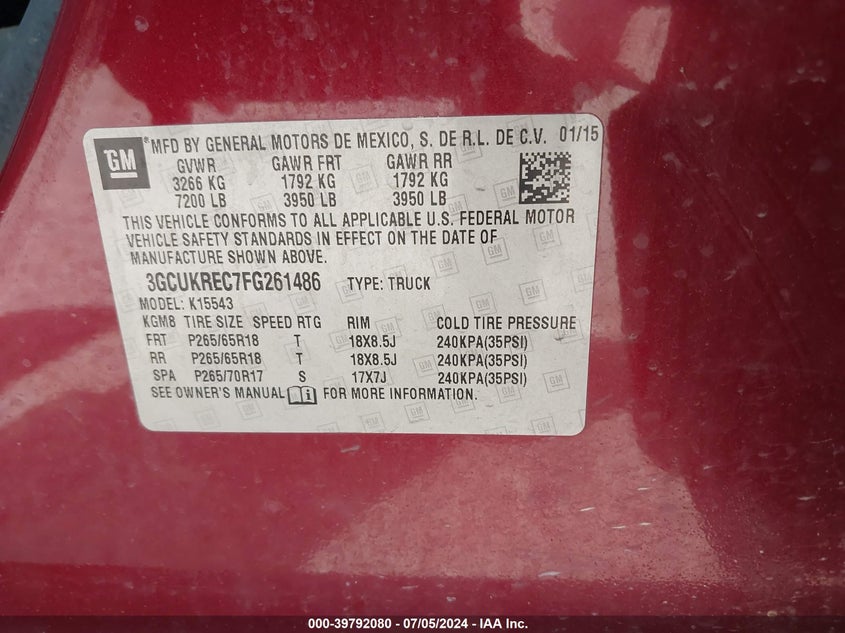 GM ® MFD BY GENERAL MOTORS DE MEXICO, S. DE R.L. DE C.V. 01/15
GVWR GAWR FRT GAWR RR
3266 KG 1792 KG 1792 KG
7200 LB 3950 LB 3950 LB
THIS VEHICLE CONFORMS TO ALL APPLICABLE U.S. FEDERAL MOTOR
VEHICLE SAFETY STANDARDS IN EFFECT ON THE DATE OF
MANUFACTURE SHOWN ABOVE.
3GCUKREC7FG261486 TYPE: TRUCK
MODEL: K15543
KGM8 TIRE SIZE SPEED RTG RIM COLD TIRE PRESSURE
FRT P265/65R18 T 18X8.5J 240KPA(35PSI)
RR P265/65R18 T 18X8.5J 240KPA(35PSI)
SPA P265/70R17 S 17X7J 240KPA(35PSI)
SEE OWNER'S MANUAL FOR MORE INFORMATION.
000-39792080 - 07/05/2024 - IAAI Inc.